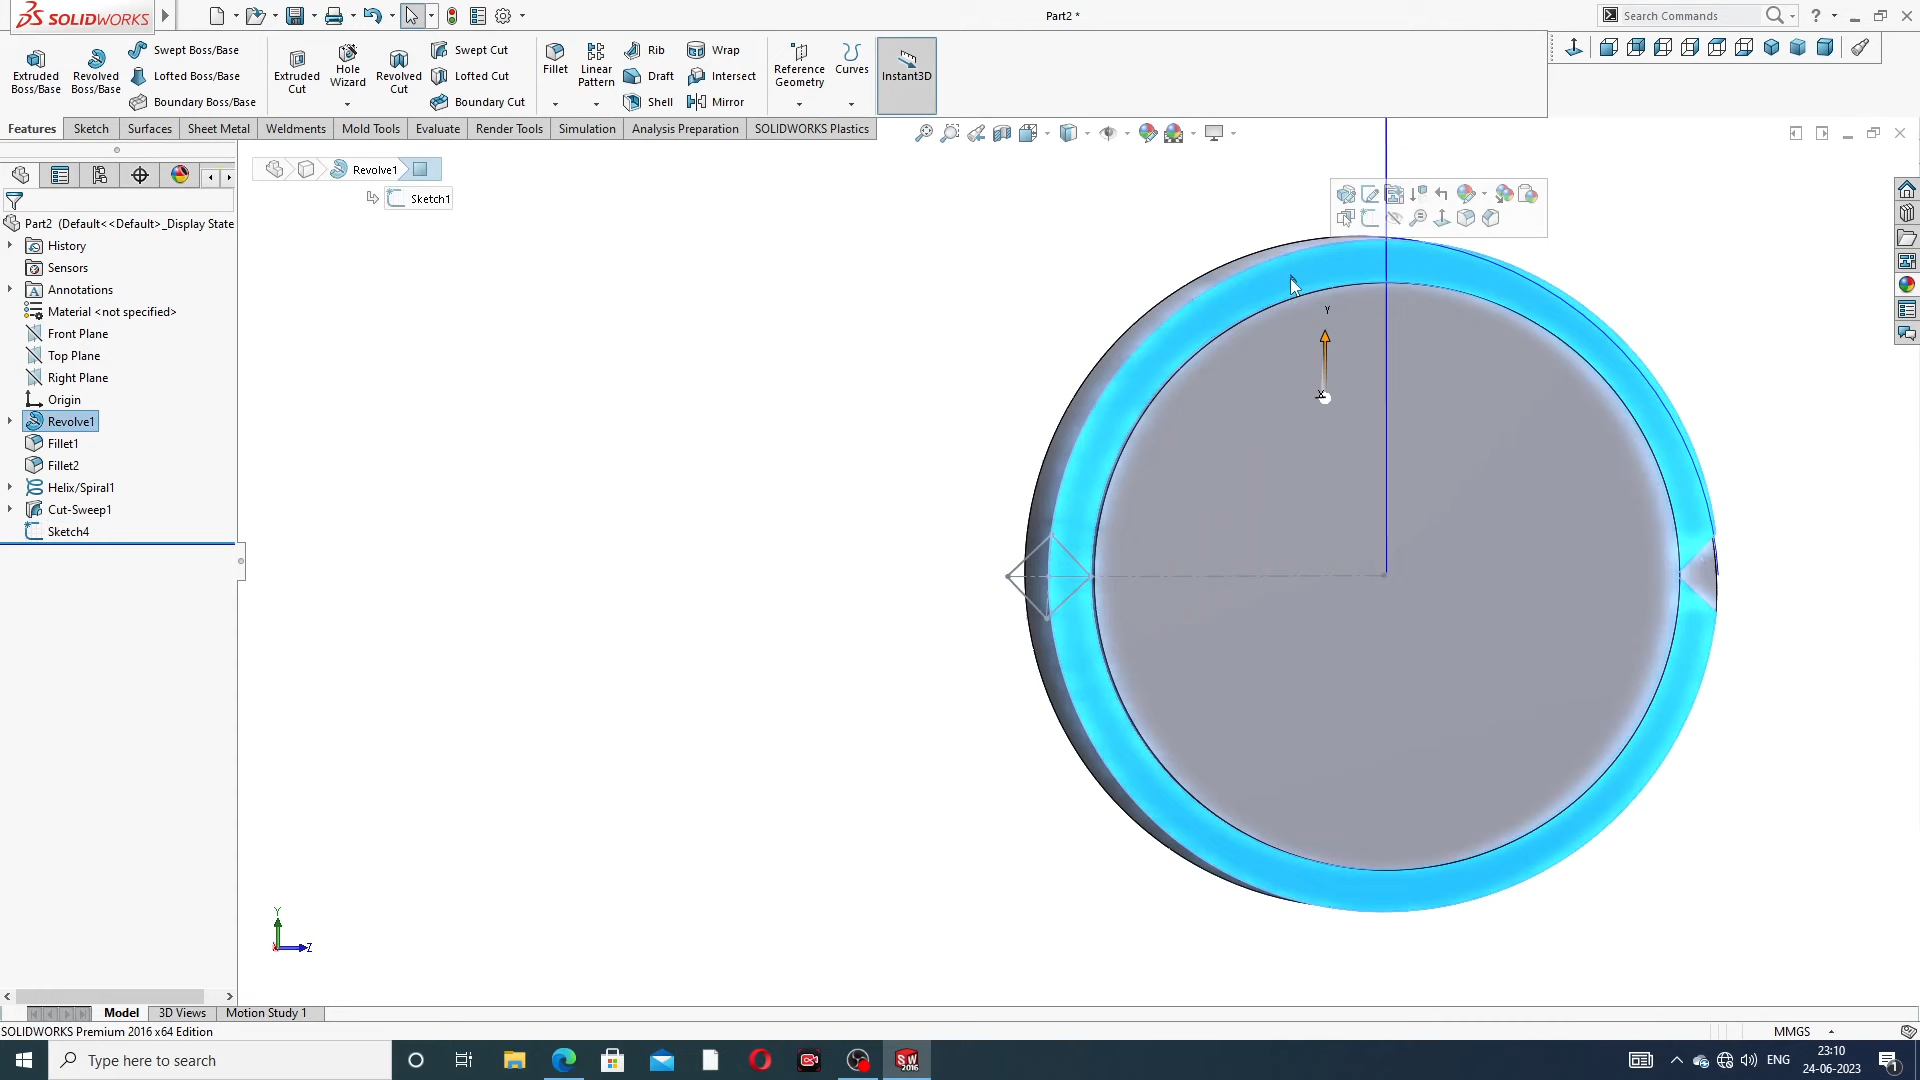 SOLIDWORKS
Part2 *
Search Commands
Extruded Boss/Base
Revolved Boss/Base
Swept Boss/Base
Lofted Boss/Base
Boundary Boss/Base
Extruded Cut
Hole Wizard
Revolved Cut
Swept Cut
Lofted Cut
Boundary Cut
Fillet
Linear Pattern
Rib
Draft
Shell
Wrap
Intersect
Mirror
Reference Geometry
Curves
Instant3D
Features
Sketch
Surfaces
Sheet Metal
Weldments
Mold Tools
Evaluate
Render Tools
Simulation
Analysis Preparation
SOLIDWORKS Plastics
Revolve1
Sketch1
Part2 (Default<<Default>_Display State
History
Sensors
Annotations
Material <not specified>
Front Plane
Top Plane
Right Plane
Origin
Revolve1
Fillet1
Fillet2
Helix/Spiral1
Cut-Sweep1
Sketch4
Y
X
Y
Z
Model
3D Views
Motion Study 1
SOLIDWORKS Premium 2016 x64 Edition
MMGS
Type here to search
ENG
23:10
24-06-2023
1
SW
2016